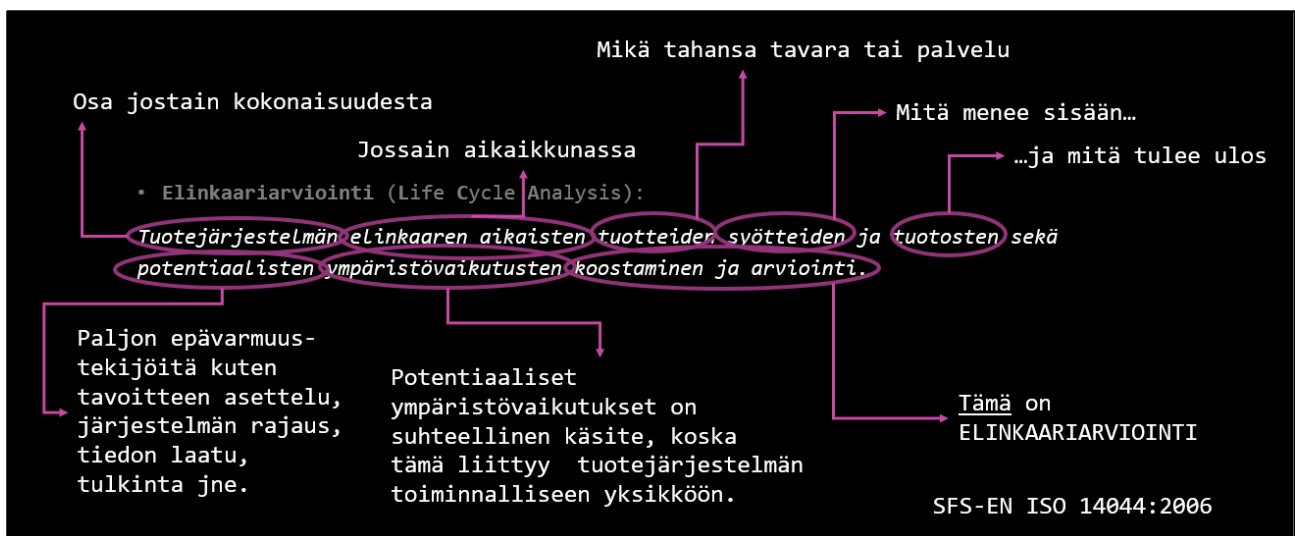 Mikä tahansa tavara tai palvelu
Osa jostain kokonaisuudesta
Mitä menee sisään…
Jossain aikaikkunassa
…ja mitä tulee ulos
• Elinkaariarviointi (Life Cycle Analysis):
Tuotejärjestelmän elinkaaren aikaisten tuotteiden syötteiden ja tuotosten sekä
potentiaalisten ympäristövaikutusten koostaminen ja arviointi.
Paljon epävarmuus-
tekijöitä kuten
tavoitteen asettelu,
järjestelmän rajaus,
tiedon laatu,
tulkinta jne.
Potentiaaliset
ympäristövaikutukset on
suhteellinen käsite, koska
tämä liittyy tuotejärjestelmän
toiminnalliseen yksikköön.
Tämä on
ELINKAARIARVIOINTI
SFS-EN ISO 14044:2006